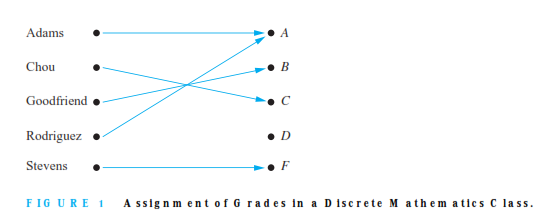 Adams A
Chou B
Goodfriend C
Rodriguez D
Stevens F
FIGURE 1 Assignment of Grades in a Discrete Mathematics Class.